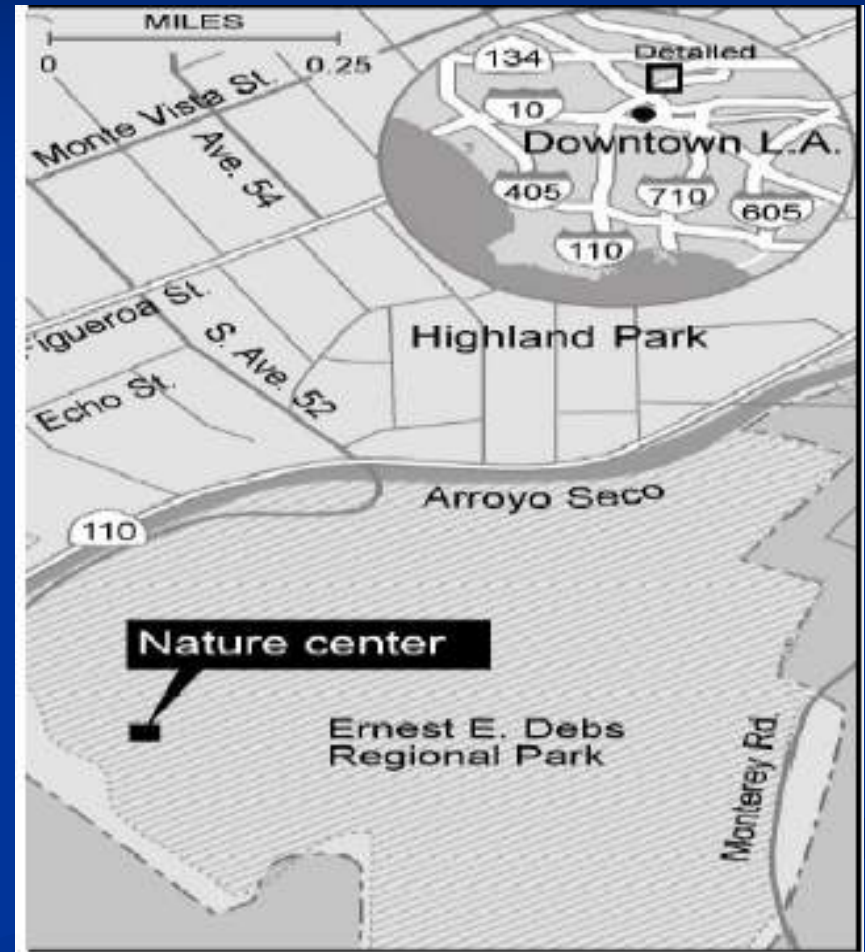 MILES
0 0.25
Monte Vista St.
Ave. 54
Figueroa St.
S. Ave. 52
Echo St.
Detailed
134
10
Downtown L.A.
405
710
605
110
Highland Park
Arroyo Seco
110
Nature center
Ernest E. Debs
Regional Park
Monterey Rd.